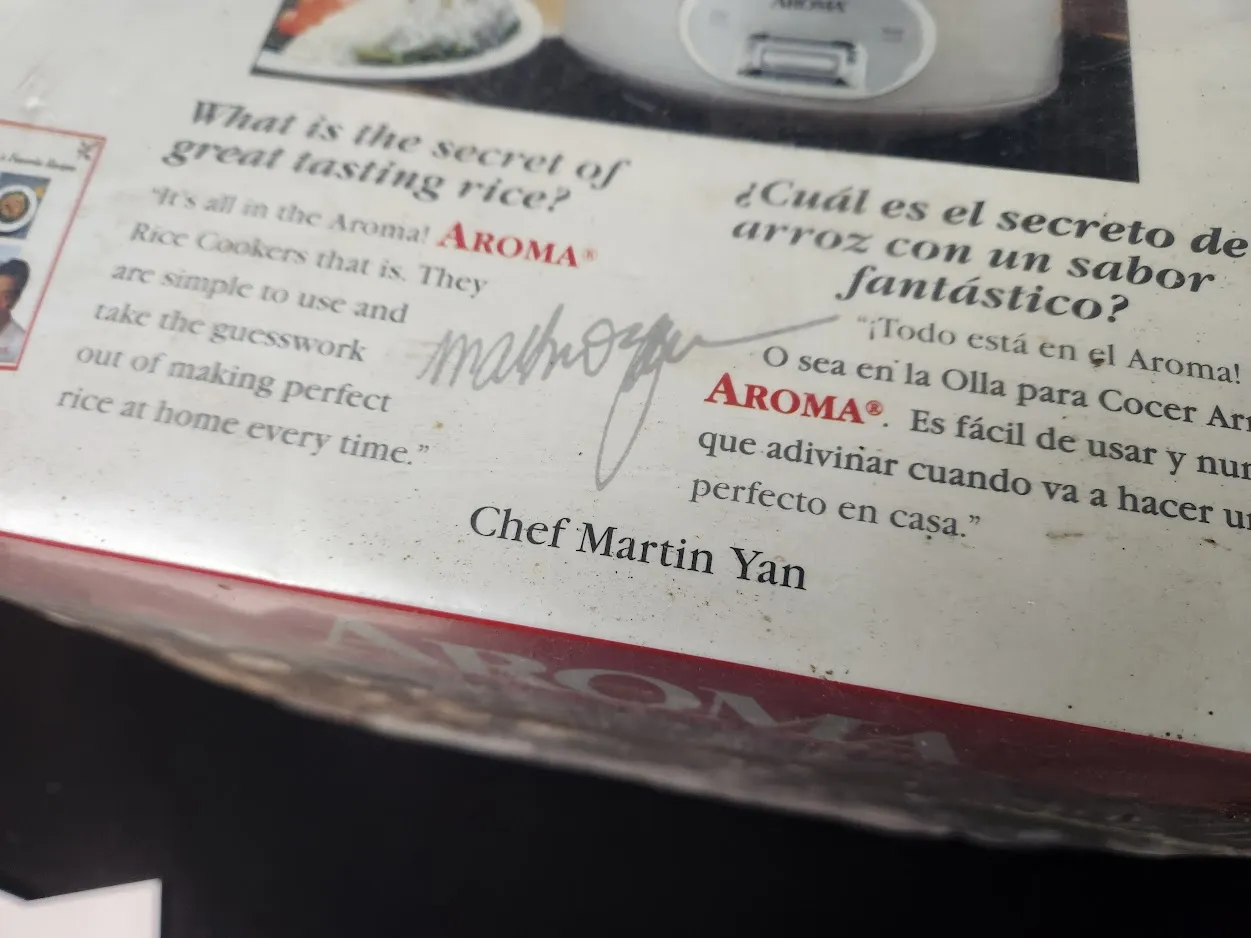 AROMA
What is the secret of
great tasting rice?
"It's all in the Aroma! AROMA®
Rice Cookers that is. They
are simple to use and
take the guesswork
out of making perfect
rice at home every time."
¿Cuál es el secreto de
arroz con un sabor
fantástico?
"¡Todo está en el Aroma!
O sea en la Olla para Cocer
AROMA®. Es fácil de usar y
que adivinar cuando va a hacer
perfecto en casa."
Martin Yan
Chef Martin Yan
AROMA